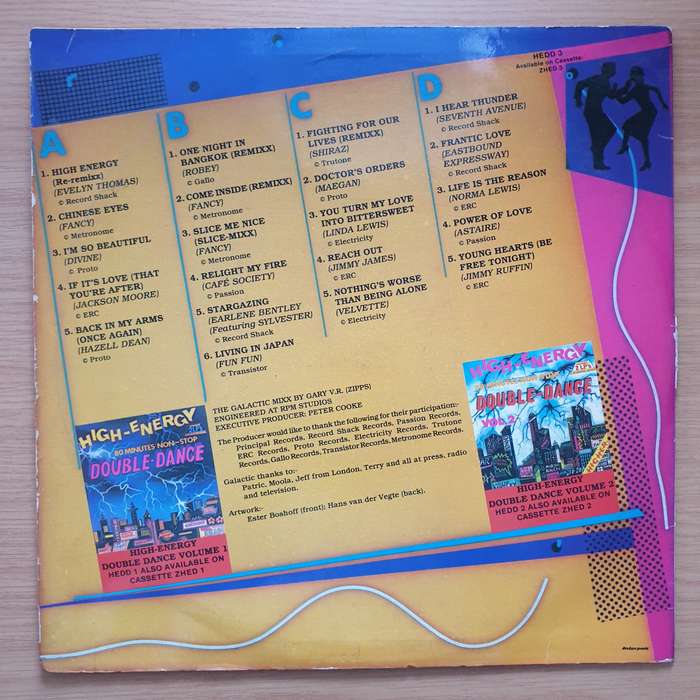 HEDD 3
Available on Cassette:
ZHED 3
A
1. HIGH ENERGY
(Re-remixx)
(EVELYN THOMAS)
© Record Shack
2. CHINESE EYES
(FANCY)
© Metronome
3. I'M SO BEAUTIFUL
(DIVINE)
© Proto
4. IF IT'S LOVE (THAT
YOU'RE AFTER)
(JACKSON MOORE)
© ERC
5. BACK IN MY ARMS
(ONCE AGAIN)
(HAZELL DEAN)
© Proto
B
1. ONE NIGHT IN
BANGKOK (REMIXX)
(ROBEY)
© Gallo
2. COME INSIDE (REMIXX)
(FANCY)
© Metronome
3. SLICE ME NICE
(SLICE-MIXX)
(FANCY)
© Metronome
4. RELIGHT MY FIRE
(CAFÉ SOCIETY)
© Passion
5. STARGAZING
(EARLENE BENTLEY
(Featuring SYLVESTER)
© Record Shack
6. LIVING IN JAPAN
(FUN FUN)
© Transistor
C
1. FIGHTING FOR OUR
LIVES (REMIXX)
(SHIRAZ)
© Trutone
2. DOCTOR'S ORDERS
(MAEGAN)
© Proto
3. YOU TURN MY LOVE
INTO BITTERSWEET
(LINDA LEWIS)
© Electricity
4. REACH OUT
(JIMMY JAMES)
© ERC
5. NOTHING'S WORSE
THAN BEING ALONE
(VELVETTE)
© Electricity
D
1. I HEAR THUNDER
(SEVENTH AVENUE)
© Record Shack
2. FRANTIC LOVE
(EASTBOUND
EXPRESSWAY)
© Record Shack
3. LIFE IS THE REASON
(NORMA LEWIS)
© ERC
4. POWER OF LOVE
(ASTAIRE)
© Passion
5. YOUNG HEARTS (BE
FREE TONIGHT)
(JIMMY RUFFIN)
© ERC
THE GALACTIC MIXX BY GARY V.R. (ZIPPS)
ENGINEERED AT RPM STUDIOS
EXECUTIVE PRODUCER: PETER COOKE
The Producer would like to thank the following for their participation:-
Principal Records, Record Shack Records, Passion Records,
ERC Records, Proto Records, Electricity Records, Trutone
Records, Gallo Records, Transistor Records, Metronome Records.
Galactic thanks to:-
Patric, Moola, Jeff from London, Terry and all at press, radio
and television.
Artwork:-
Ester Boshoff (front); Hans van der Vegte (back).
HIGH-ENERGY
80 MINUTES NON-STOP
DOUBLE-DANCE
HIGH-ENERGY
DOUBLE DANCE VOLUME 1
HEDD 1 ALSO AVAILABLE ON
CASSETTE ZHED 1
HIGH-ENERGY
DOUBLE-DANCE
VOL. 2
HIGH-ENERGY
DOUBLE DANCE VOLUME 2
HEDD 2 ALSO AVAILABLE ON
CASSETTE ZHED 2